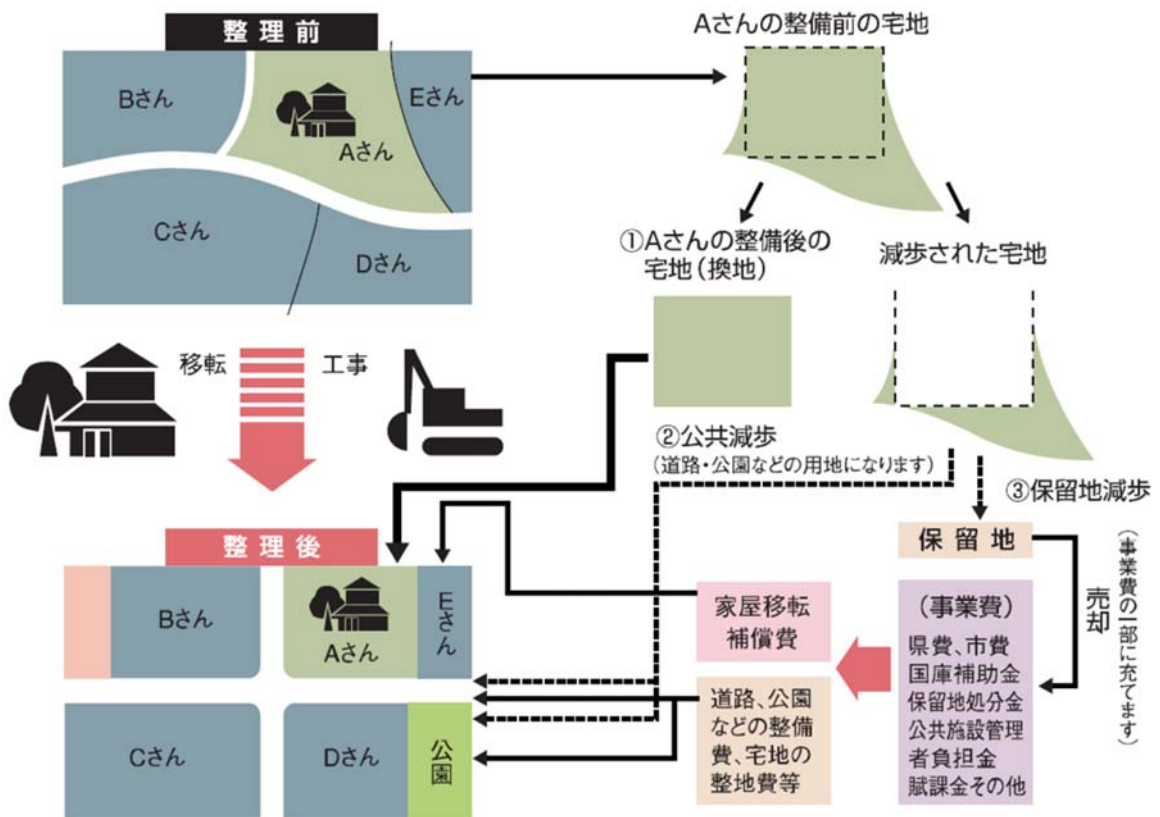 整理前
Bさん
Aさん
Eさん
Cさん
Dさん
Aさんの整備前の宅地
①Aさんの整備後の
宅地(換地)
減歩された宅地
移転
工事
②公共減歩
(道路・公園などの用地になります)
③保留地減歩
整理後
Bさん
Aさん
Eさん
Cさん
Dさん
公園
家屋移転
補償費
道路、公園
などの整備
費、宅地の
整地費等
保留地
(事業費)
県費、市費
国庫補助金
保留地処分金
公共施設管理
者負担金
賦課金その他
売却
(事業費の一部に充てます)